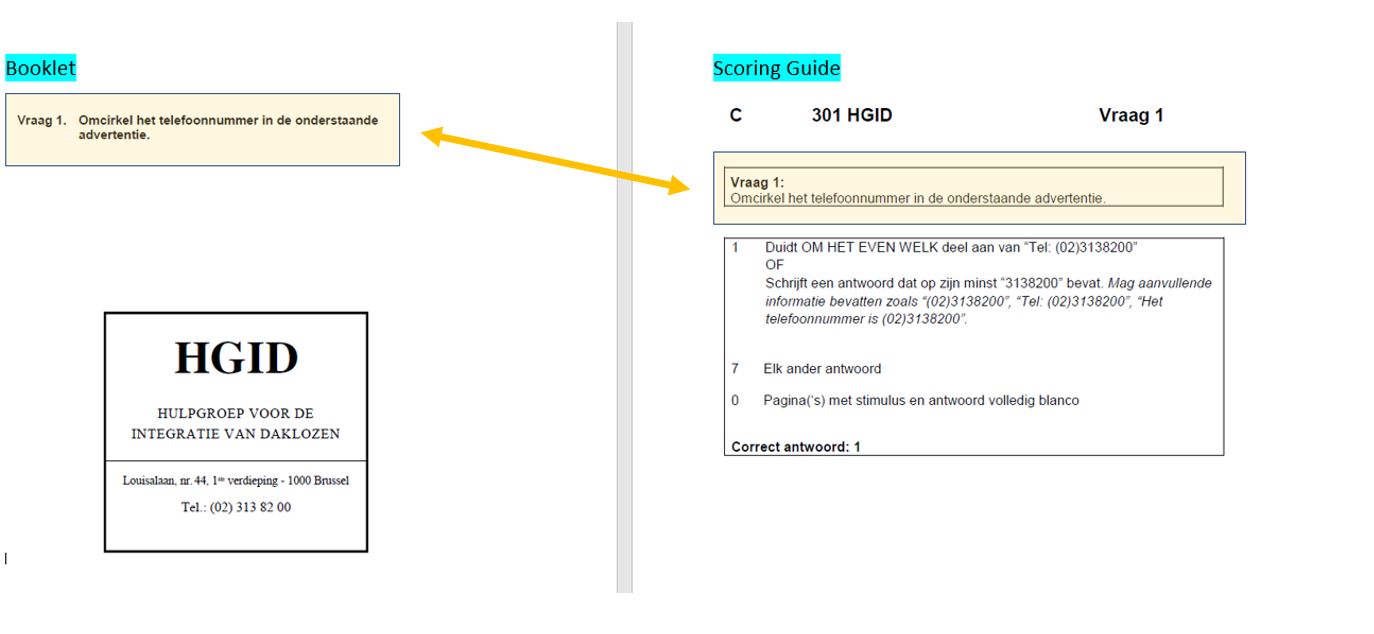 Booklet
Vraag 1. Omcirkel het telefoonnummer in de onderstaande
advertentie.
HGID
HULPGROEP VOOR DE
INTEGRATIE VAN DAKLOZEN
Louisalaan, nr. 44, 1ste verdieping - 1000 Brussel
Tel.: (02) 313 82 00
Scoring Guide
C 301 HGID Vraag 1
Vraag 1:
Omcirkel het telefoonnummer in de onderstaande advertentie.
1 Duidt OM HET EVEN WELK deel aan van “Tel: (02)3138200”
OF
Schrijft een antwoord dat op zijn minst “3138200” bevat. Mag aanvullende
informatie bevatten zoals “(02)3138200”, “Tel: (02)3138200”, “Het
telefoonnummer is (02)3138200”.
7 Elk ander antwoord
0 Pagina(‘s) met stimulus en antwoord volledig blanco
Correct antwoord: 1